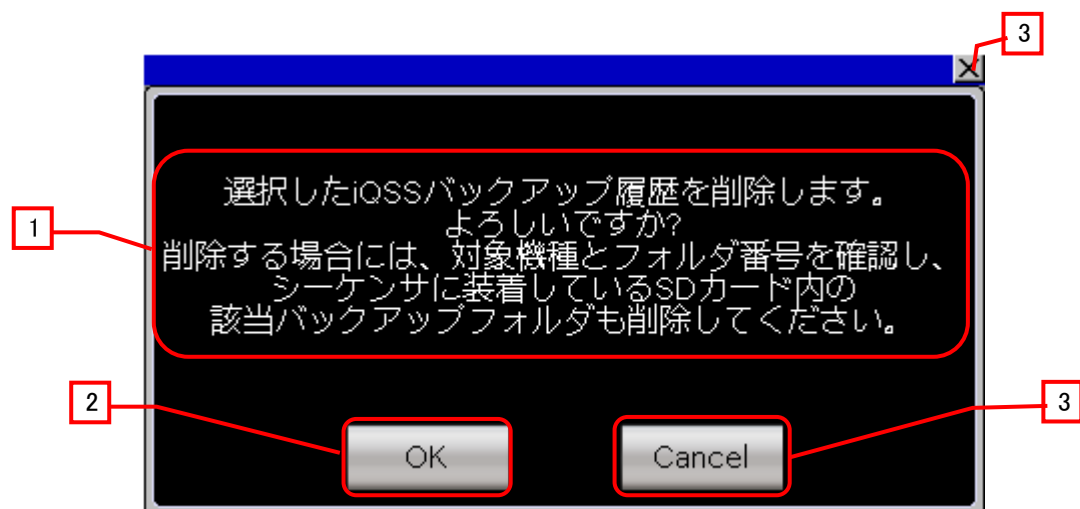 3
選択したiQSSバックアップ履歴を削除します。
よろしいですか?
1
削除する場合には、対象機種とフォルダ番号を確認し、
シーケンサに装着しているSDカード内の
該当バックアップフォルダも削除してください。
2
3
OK
Cancel